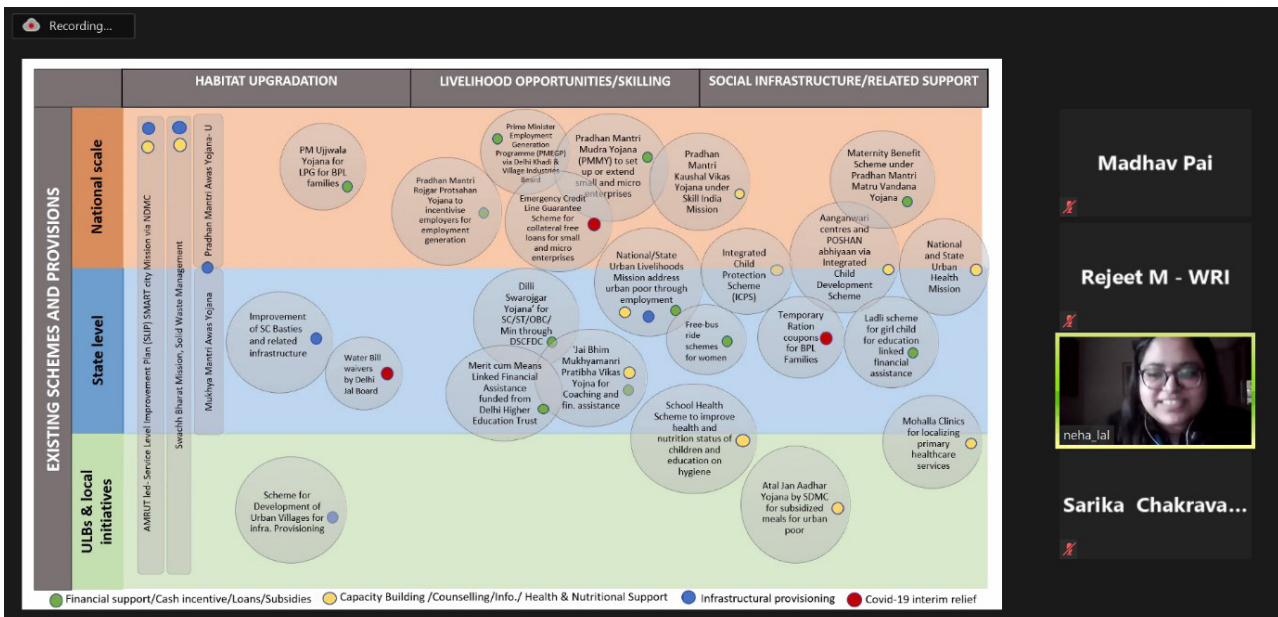 Recording...
HABITAT UPGRADATION
LIVELIHOOD OPPORTUNITIES/SKILLING
SOCIAL INFRASTRUCTURE/RELATED SUPPORT
EXISTING SCHEMES AND PROVISIONS
National scale
State level
ULBs & local
initiatives
AMRUT led- Service Level Improvement Plan (SLIP) SMART city Mission via NDMC
Swachh Bharat Mission, Solid Waste Management
Pradhan Mantri Awas Yojana- U
Mukhya Mantri Awas Yojana
PM Ujjwala
Yojana for
LPG for BPL
families
Pradhan Mantri
Rojgar Protsahan
Yojana to
incentivise
employers for
employment
generation
Prime Minister
Employment
Generation
Programme (PMEGP)
via Delhi Khadi &
Village Industries
Board
Pradhan Mantri
Mudra Yojana
(PMMY) to set
up or extend
small and micro
enterprises
Emergency Credit
Line Guarantee
Scheme for
collateral free
loans for small
and micro
enterprises
Pradhan
Mantri
Kaushal Vikas
Yojana under
Skill India
Mission
Maternity Benefit
Scheme under
Pradhan Mantri
Matru Vandana
Yojana
National/State
Urban Livelihoods
Mission address
urban poor through
employment
Integrated
Child
Protection
Scheme
(ICPS)
Aanganwari
centres and
POSHAN
abhiyaan via
Integrated
Child
Development
Scheme
National
and State
Urban
Health
Mission
Improvement
of SC Basties
and related
infrastructure
Water Bill
waivers
by Delhi
Jal Board
Dilli
Swarojgar
Yojana' for
SC/ST/OBC/
Min through
DSCFDC
Merit cum Means
Linked Financial
Assistance
funded from
Delhi Higher
Education Trust
'Jai Bhim
Mukhyamanri
Pratibha Vikas
Yojna for
Coaching and
fin. assistance
Free-bus
ride
schemes
for women
Temporary
Ration
coupons
for BPL
Families
Ladli scheme
for girl child
for education
linked
financial
assistance
School Health
Scheme to improve
health and
nutrition status of
children and
education on
hygiene
Mohalla Clinics
for localizing
primary
healthcare
services
Scheme for
Development of
Urban Villages for
infra. Provisioning
Atal Jan Aadhar
Yojana by SDMC
for subsidized
meals for urban
poor
Financial support/Cash incentive/Loans/Subsidies
Capacity Building /Counselling/Info./ Health & Nutritional Support
Infrastructural provisioning
Covid-19 interim relief
Madhav Pai
Rejeet M - WRI
neha_lal
Sarika Chakrava...